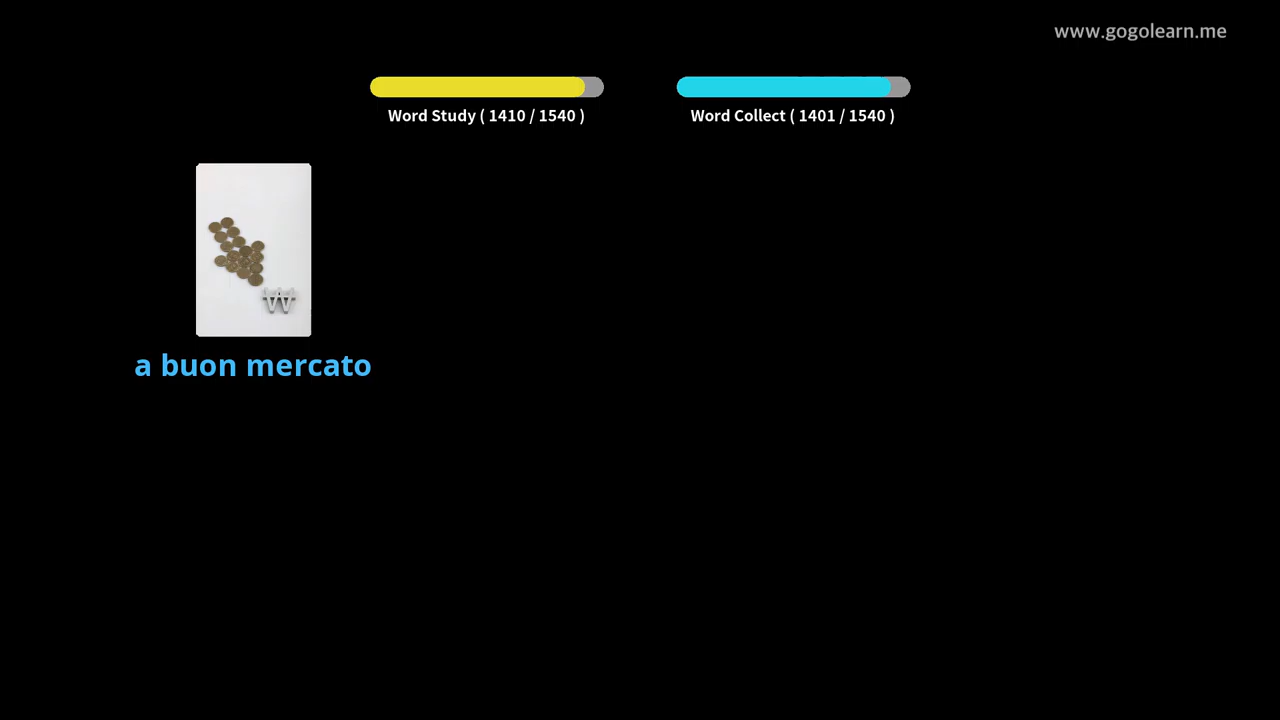 www.gogolearn.me
Word Study ( 1410 / 1540 )
Word Collect ( 1401 / 1540 )
₩
a buon mercato